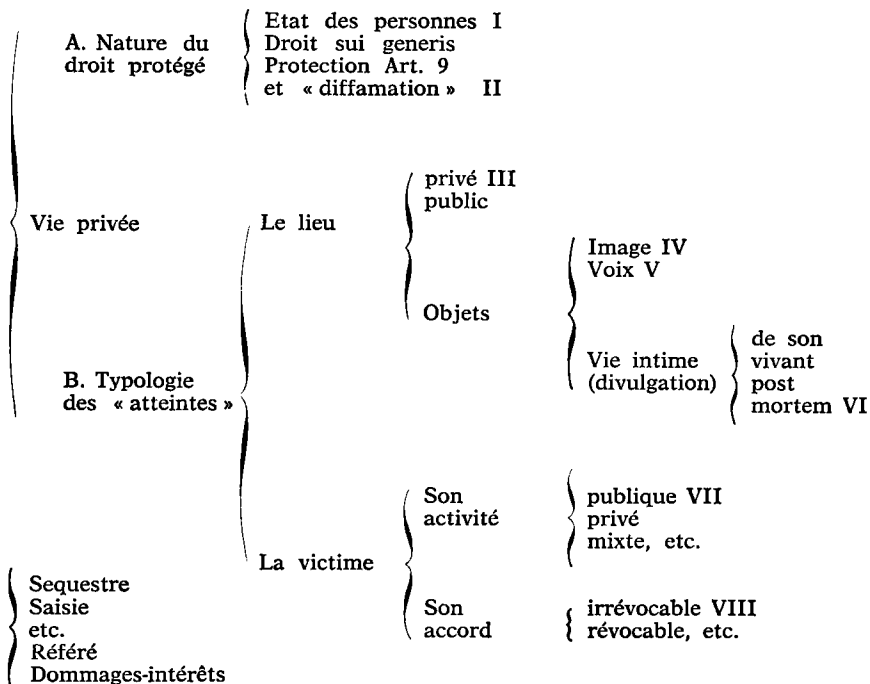 A. Nature du
droit protégé
Etat des personnes I
Droit sui generis
Protection Art. 9
et « diffamation » II
Vie privée
B. Typologie
des « atteintes »
Le lieu
privé III
public
Objets
Image IV
Voix V
Vie intime
(divulgation)
de son
vivant
post
mortem VI
La victime
Son
activité
publique VII
privé
mixte, etc.
Son
accord
irrévocable VIII
révocable, etc.
Sequestre
Saisie
etc.
Référé
Dommages-intérêts